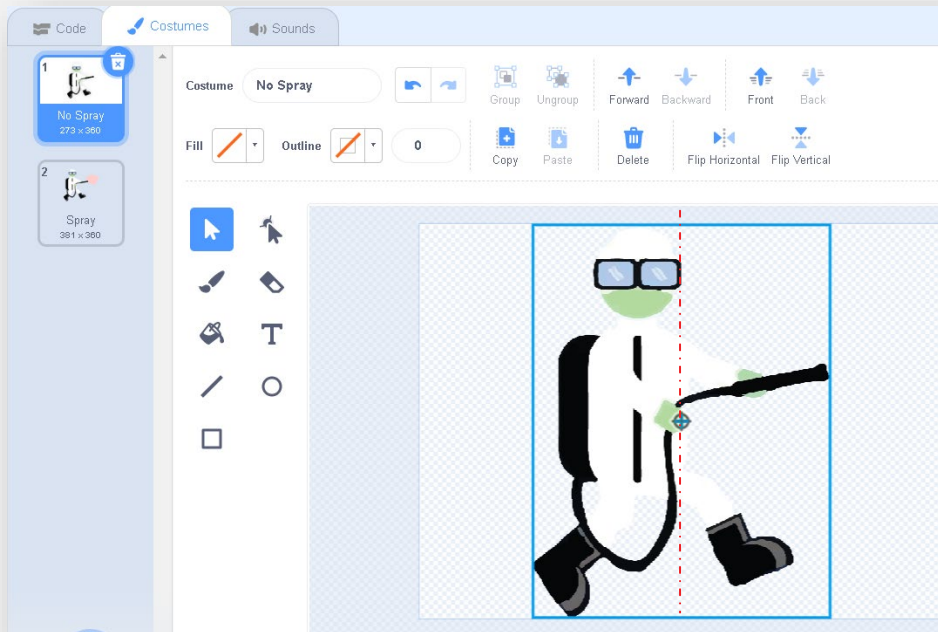 Code
Costumes
Sounds
1
No Spray
273 x 360
2
Spray
381 x 360
Costume
No Spray
Group
Ungroup
Forward
Backward
Front
Back
Fill
Outline
0
Copy
Paste
Delete
Flip Horizontal
Flip Vertical
T